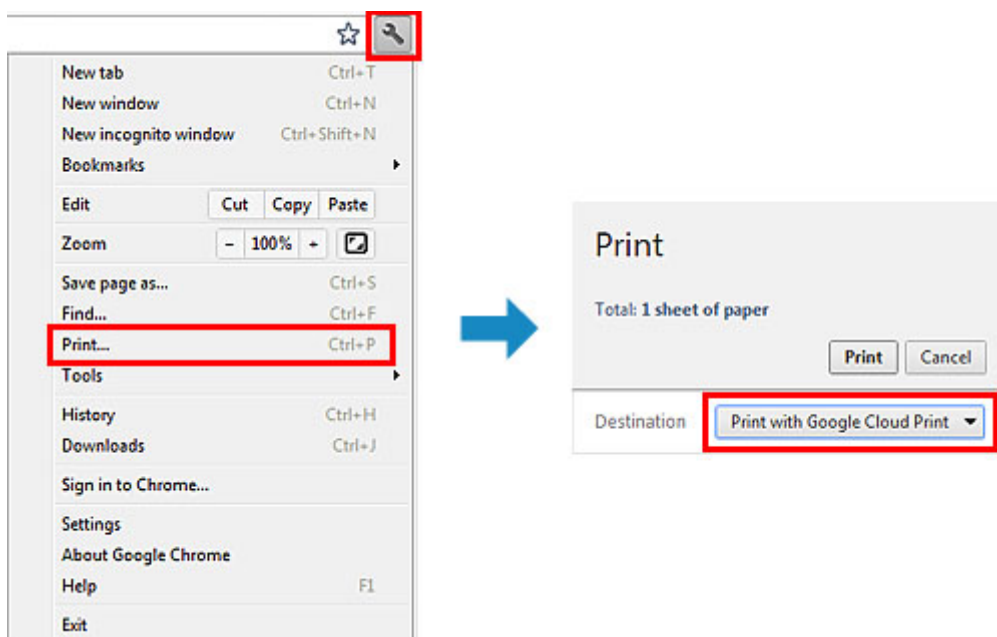 New tab Ctrl+T
New window Ctrl+N
New incognito window Ctrl+Shift+N
Bookmarks
Edit Cut Copy Paste
Zoom - 100% +
Save page as... Ctrl+S
Find... Ctrl+F
Print... Ctrl+P
Tools
History Ctrl+H
Downloads Ctrl+J
Sign in to Chrome...
Settings
About Google Chrome
Help F1
Exit
Print
Total: 1 sheet of paper
Print Cancel
Destination Print with Google Cloud Print